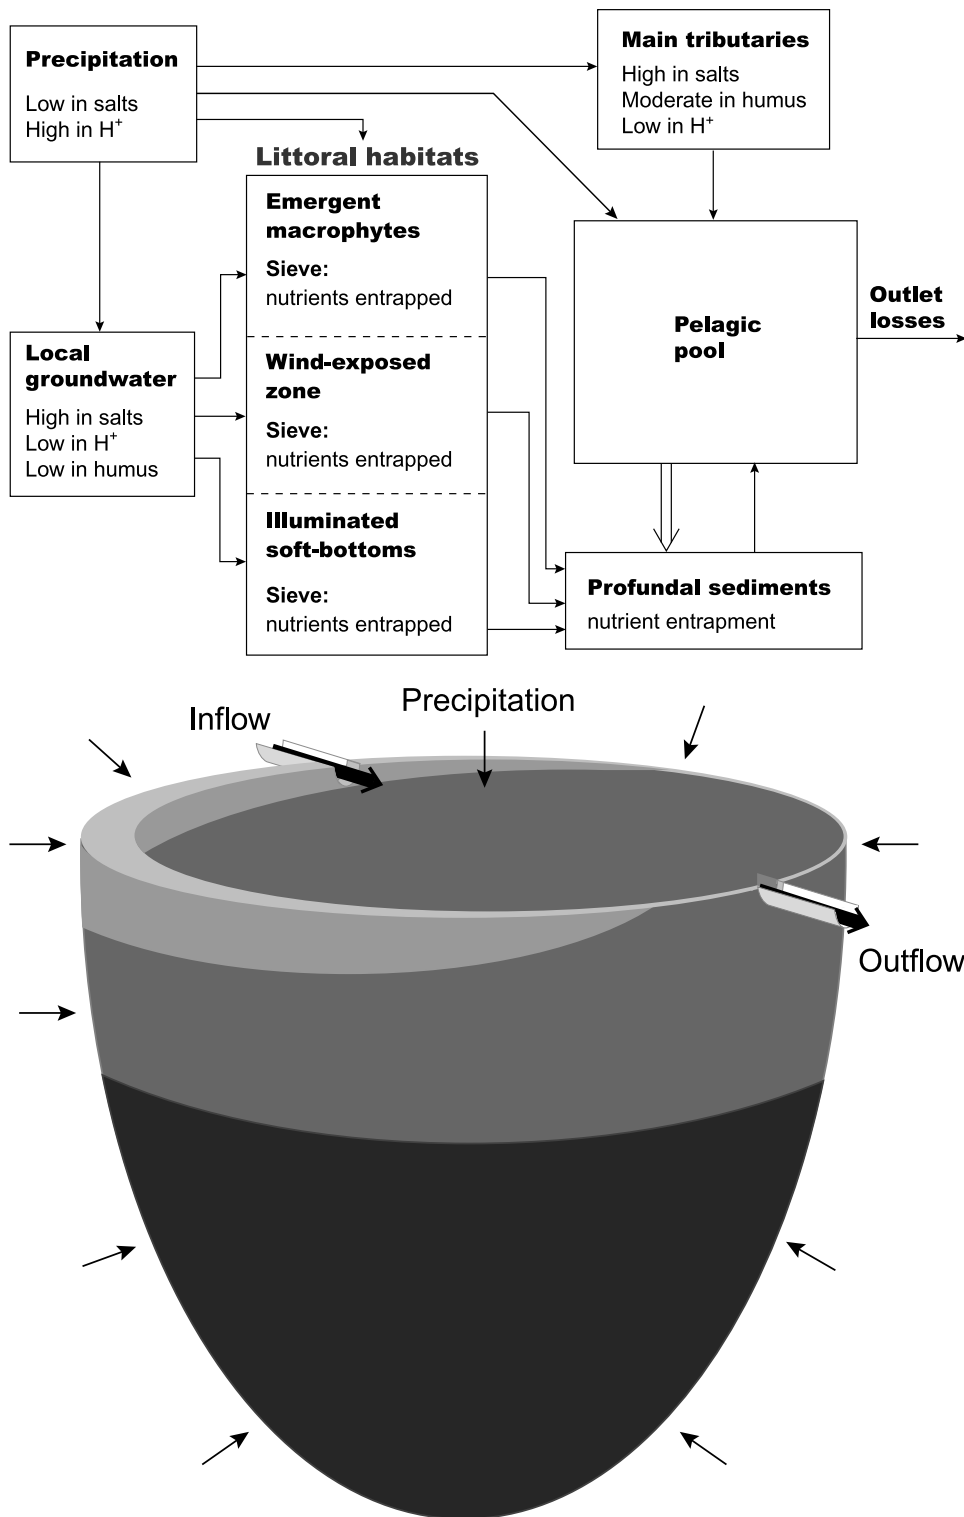 Precipitation
Low in salts
High in H⁺
Main tributaries
High in salts
Moderate in humus
Low in H⁺
Littoral habitats
Emergent
macrophytes
Sieve:
nutrients entrapped
Wind-exposed
zone
Sieve:
nutrients entrapped
Illuminated
soft-bottoms
Sieve:
nutrients entrapped
Local
groundwater
High in salts
Low in H⁺
Low in humus
Pelagic
pool
Outlet
losses
Profundal sediments
nutrient entrapment
Precipitation
Inflow
Outflow